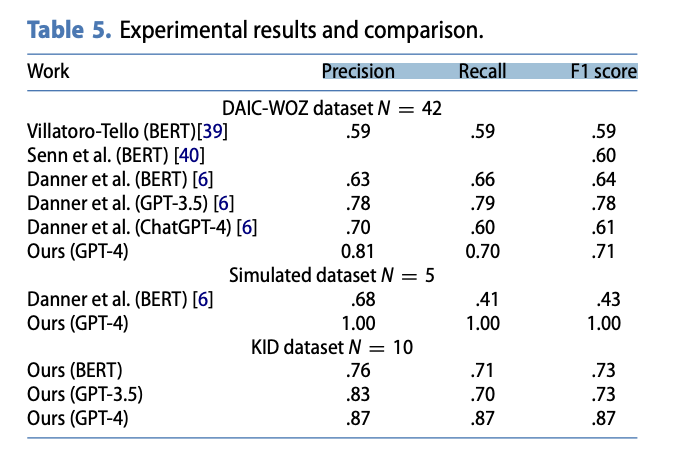 Table 5. Experimental results and comparison.
Work Precision Recall F1 score
DAIC-WOZ dataset N = 42
Villatoro-Tello (BERT)[39] .59 .59 .59
Senn et al. (BERT) [40] .60
Danner et al. (BERT) [6] .63 .66 .64
Danner et al. (GPT-3.5) [6] .78 .79 .78
Danner et al. (ChatGPT-4) [6] .70 .60 .61
Ours (GPT-4) 0.81 0.70 .71
Simulated dataset N = 5
Danner et al. (BERT) [6] .68 .41 .43
Ours (GPT-4) 1.00 1.00 1.00
KID dataset N = 10
Ours (BERT) .76 .71 .73
Ours (GPT-3.5) .83 .70 .73
Ours (GPT-4) .87 .87 .87